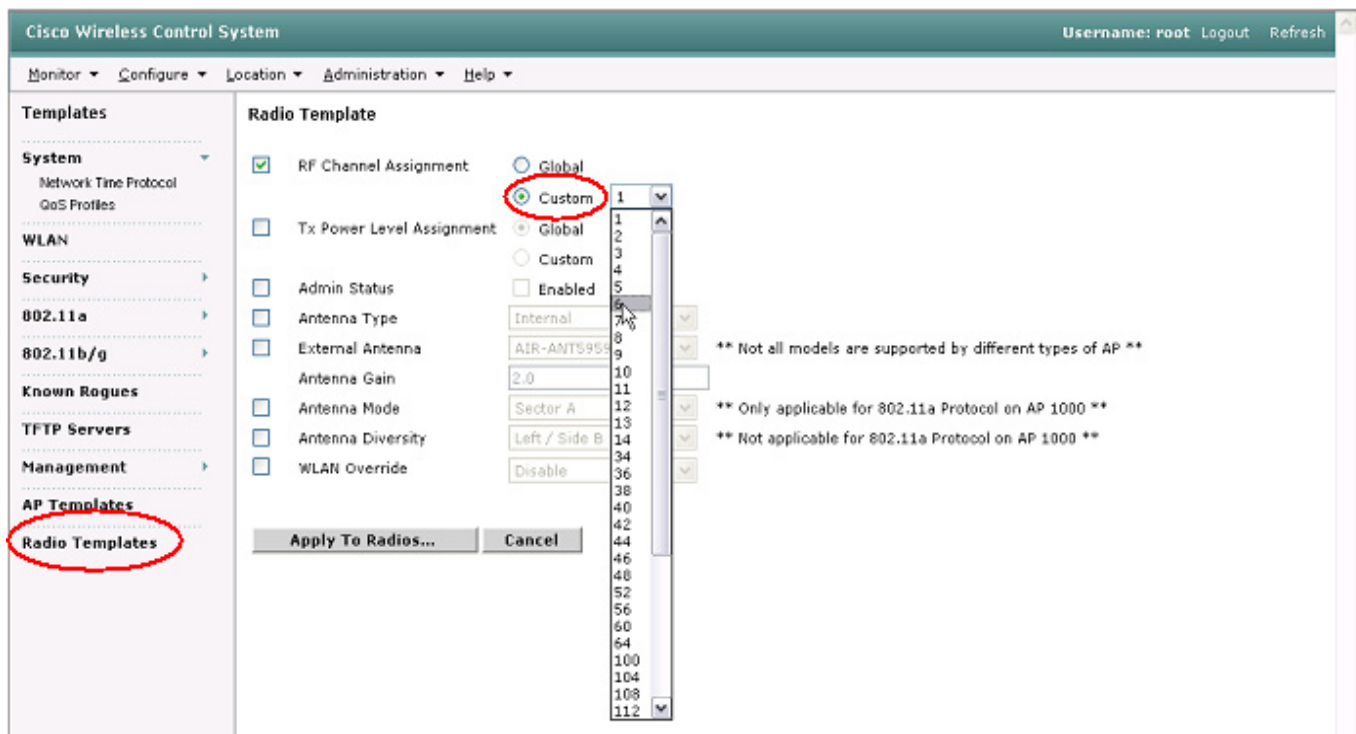 Cisco Wireless Control System
Username: root Logout Refresh
Monitor Configure Location Administration Help
Templates
System
Network Time Protocol
QoS Profiles
WLAN
Security
802.11a
802.11b/g
Known Rogues
TFTP Servers
Management
AP Templates
Radio Templates
Radio Template
RF Channel Assignment Global
Custom 1
Tx Power Level Assignment Global
Custom
Admin Status Enabled
Antenna Type Internal
External Antenna AIR-ANT5959 ** Not all models are supported by different types of AP **
Antenna Gain 2.0
Antenna Mode Sector A ** Only applicable for 802.11a Protocol on AP 1000 **
Antenna Diversity Left / Side B ** Not applicable for 802.11a Protocol on AP 1000 **
WLAN Override Disable
Apply To Radios... Cancel
1
2
3
4
5
6
7
8
9
10
11
12
13
14
34
36
38
40
42
44
46
48
52
56
60
64
100
104
108
112